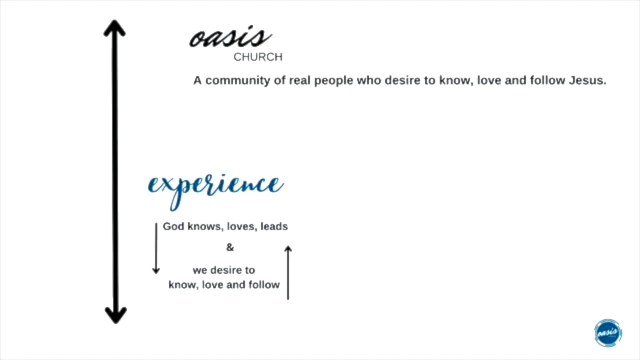 oasis
CHURCH
A community of real people who desire to know, love and follow Jesus.
experience
God knows, loves, leads
&
we desire to
know, love and follow
oasis